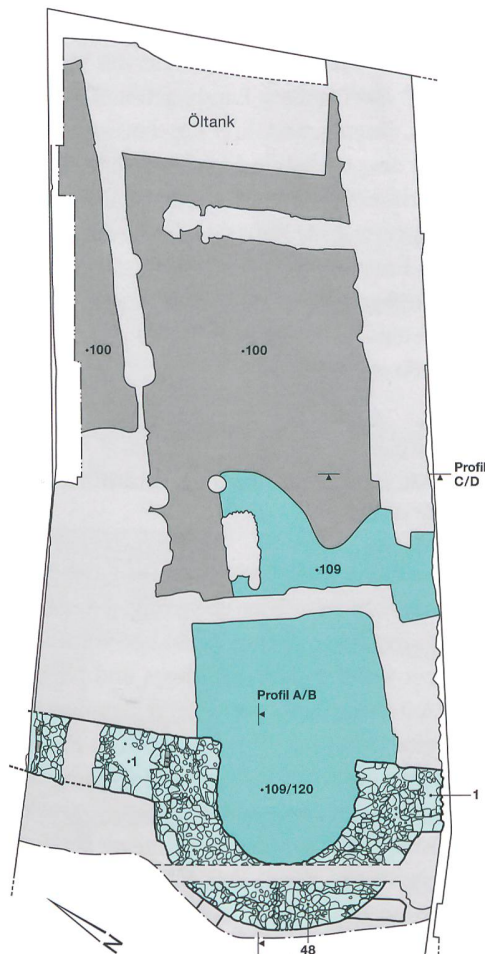 Öltank
•100
•100
Profil
C/D
•109
Profil A/B
•1
•109/120
1
N
48